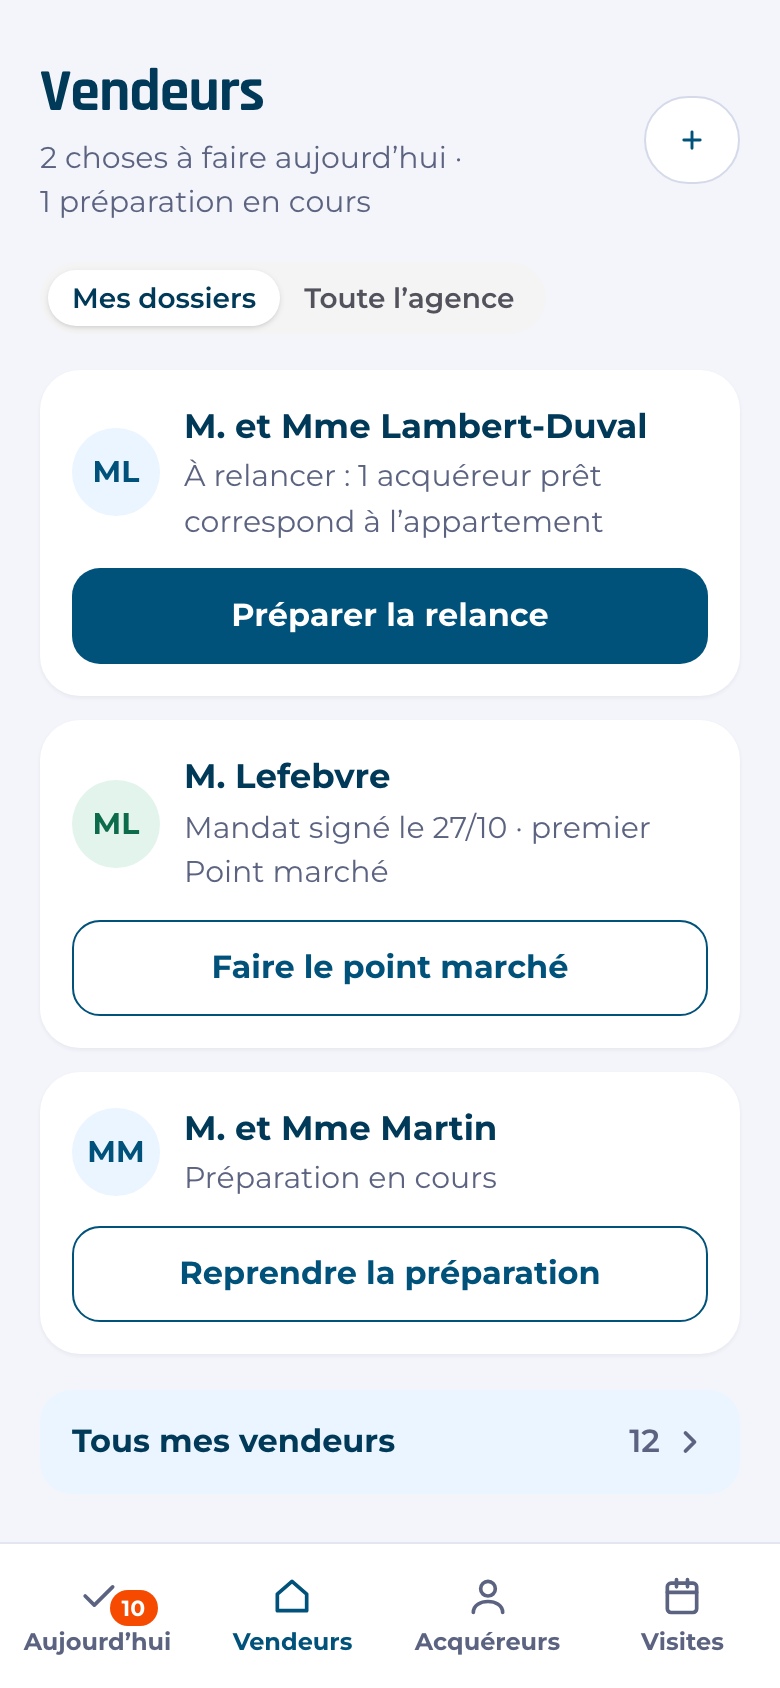 Vendeurs
2 choses à faire aujourd’hui ·
1 préparation en cours
+
Mes dossiers
Toute l’agence
ML
M. et Mme Lambert-Duval
À relancer : 1 acquéreur prêt
correspond à l’appartement
Préparer la relance
ML
M. Lefebvre
Mandat signé le 27/10 · premier
Point marché
Faire le point marché
MM
M. et Mme Martin
Préparation en cours
Reprendre la préparation
Tous mes vendeurs 12
10
Aujourd’hui
Vendeurs
Acquéreurs
Visites